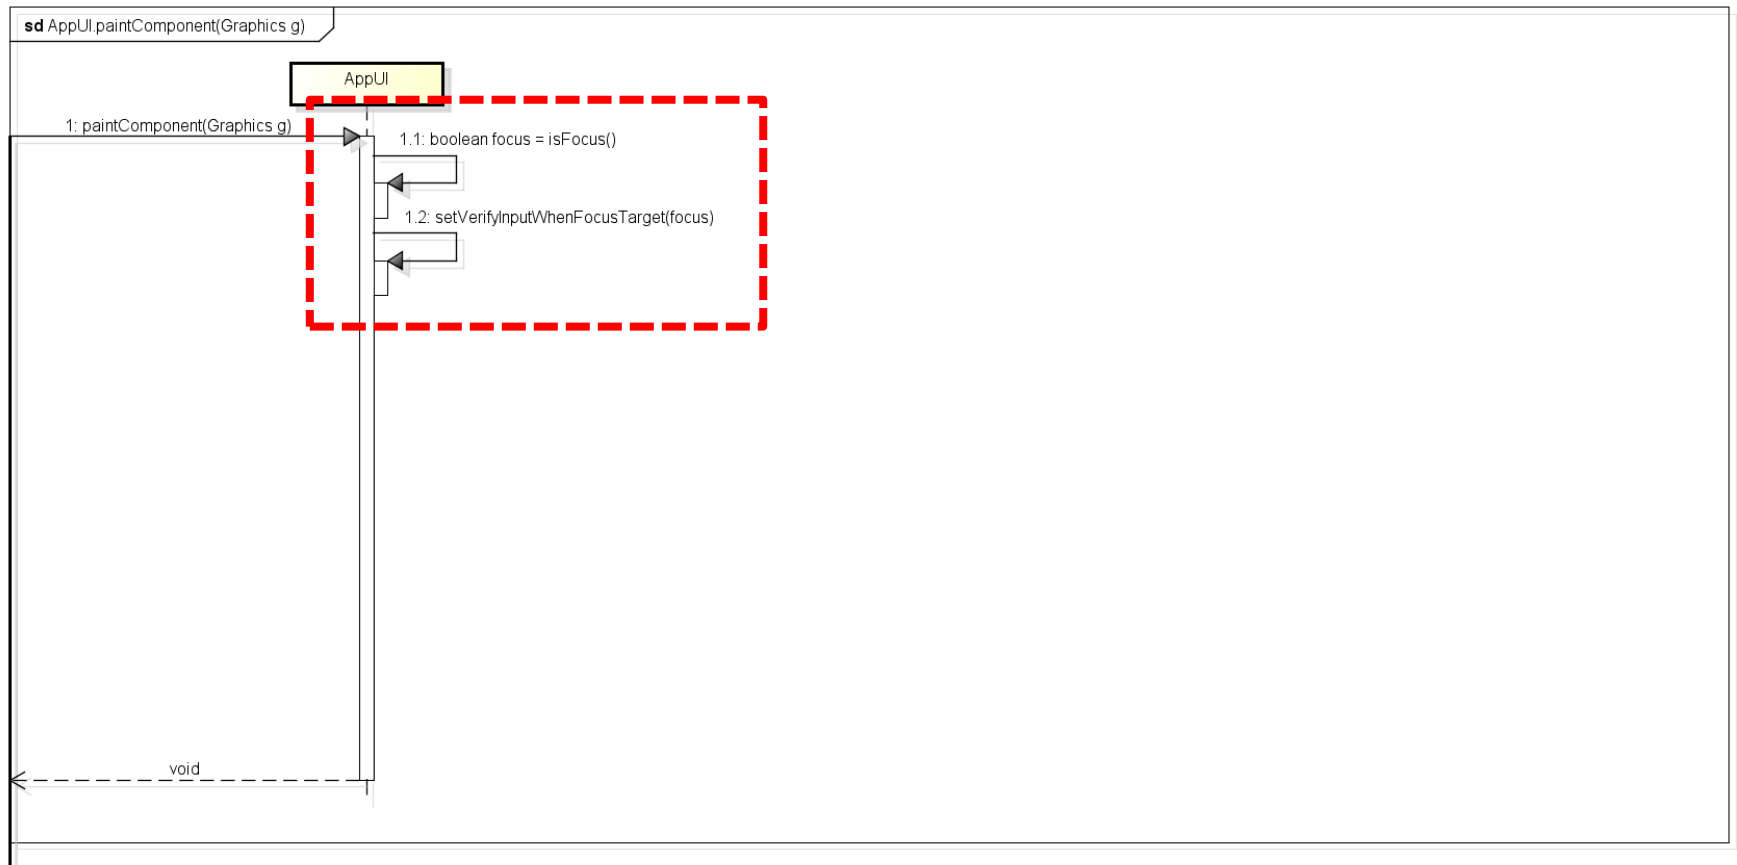 sd AppUI.paintComponent(Graphics g)
AppUI
1: paintComponent(Graphics g)
1.1: boolean focus = isFocus()
1.2: setVerifyInputWhenFocusTarget(focus)
void